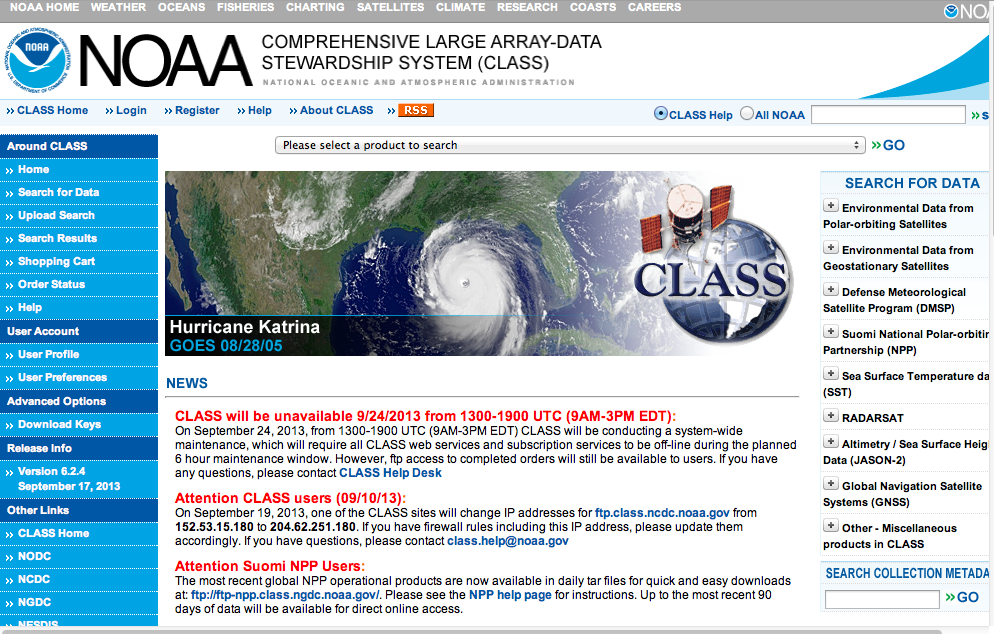 NOAA HOME WEATHER OCEANS FISHERIES CHARTING SATELLITES CLIMATE RESEARCH COASTS CAREERS
NOAA
NOAA
COMPREHENSIVE LARGE ARRAY-DATA
STEWARDSHIP SYSTEM (CLASS)
NATIONAL OCEANIC AND ATMOSPHERIC ADMINISTRATION
» CLASS Home » Login » Register » Help » About CLASS » RSS
CLASS Help All NOAA »
Please select a product to search »GO
Around CLASS
» Home
» Search for Data
» Upload Search
» Search Results
» Shopping Cart
» Order Status
» Help
User Account
» User Profile
» User Preferences
Advanced Options
» Download Keys
Release Info
» Version 6.2.4
September 17, 2013
Other Links
» CLASS Home
» NODC
» NCDC
» NGDC
» NESDIS
CLASS
Hurricane Katrina
GOES 08/28/05
NEWS
CLASS will be unavailable 9/24/2013 from 1300-1900 UTC (9AM-3PM EDT):
On September 24, 2013, from 1300-1900 UTC (9AM-3PM EDT) CLASS will be conducting a system-wide
maintenance, which will require all CLASS web services and subscription services to be off-line during the planned
6 hour maintenance window. However, ftp access to completed orders will still be available to users. If you have
any questions, please contact CLASS Help Desk
Attention CLASS users (09/10/13):
On September 19, 2013, one of the CLASS sites will change IP addresses for ftp.class.ncdc.noaa.gov from
152.53.15.180 to 204.62.251.180. If you have firewall rules including this IP address, please update them
accordingly. If you have questions, please contact class.help@noaa.gov
Attention Suomi NPP Users:
The most recent global NPP operational products are now available in daily tar files for quick and easy downloads
at: ftp://ftp-npp.class.ngdc.noaa.gov/. Please see the NPP help page for instructions. Up to the most recent 90
days of data will be available for direct online access.
SEARCH FOR DATA
+ Environmental Data from
Polar-orbiting Satellites
+ Environmental Data from
Geostationary Satellites
+ Defense Meteorological
Satellite Program (DMSP)
+ Suomi National Polar-orbitin
Partnership (NPP)
+ Sea Surface Temperature da
(SST)
+ RADARSAT
+ Altimetry / Sea Surface Heig
Data (JASON-2)
+ Global Navigation Satellite
Systems (GNSS)
+ Other - Miscellaneous
products in CLASS
SEARCH COLLECTION METADA
»GO